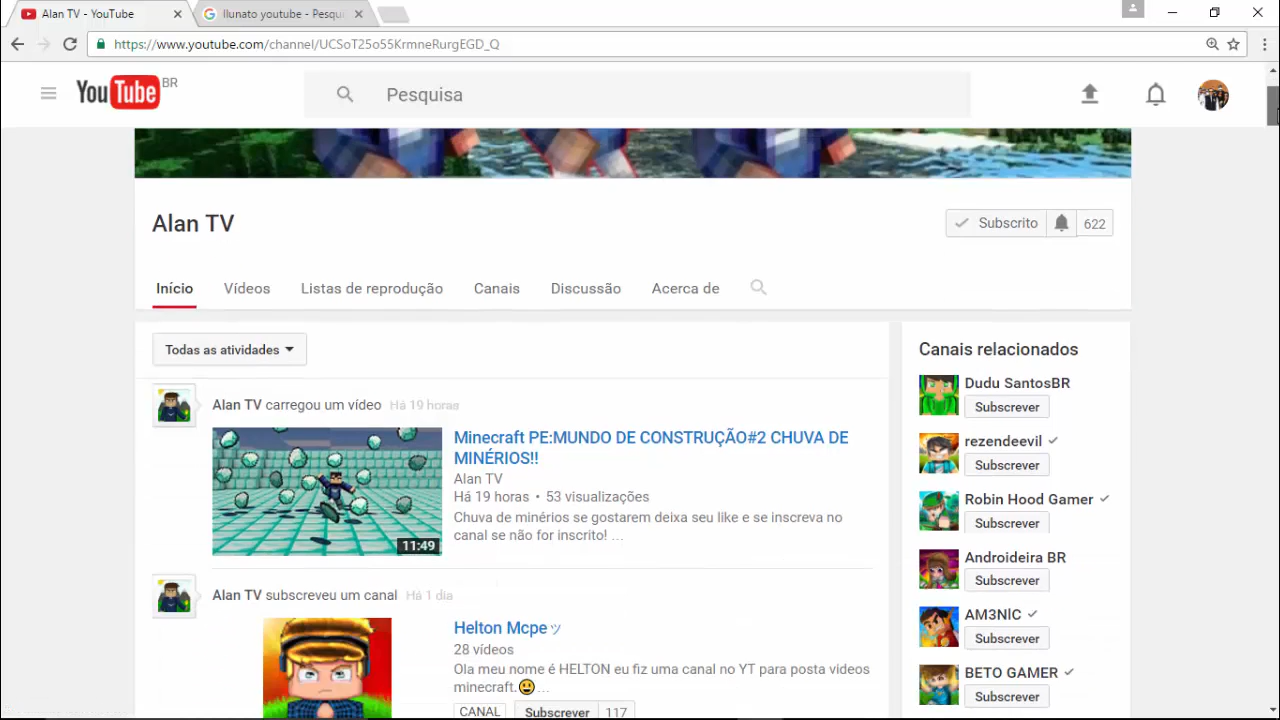 Alan TV - YouTube
llunato youtube - Pesqu
https://www.youtube.com/channel/UCSoT25o55KrmneRurgEGD_Q
YouTube BR
Pesquisa
Alan TV
Subscrito 622
Início Vídeos Listas de reprodução Canais Discussão Acerca de
Todas as atividades
Alan TV carregou um vídeo Há 19 horas
Minecraft PE:MUNDO DE CONSTRUÇÃO#2 CHUVA DE
MINÉRIOS!!
Alan TV
Há 19 horas • 53 visualizações
Chuva de minérios se gostarem deixa seu like e se inscreva no
canal se não for inscrito! ...
11:49
Alan TV subscreveu um canal Há 1 dia
Helton Mcpeッ
28 vídeos
Ola meu nome é HELTON eu fiz uma canal no YT para posta videos
minecraft.😃...
CANAL Subscrever 117
Canais relacionados
Dudu SantosBR
Subscrever
rezendeevil
Subscrever
Robin Hood Gamer
Subscrever
Androideira BR
Subscrever
AM3NlC
Subscrever
BETO GAMER
Subscrever